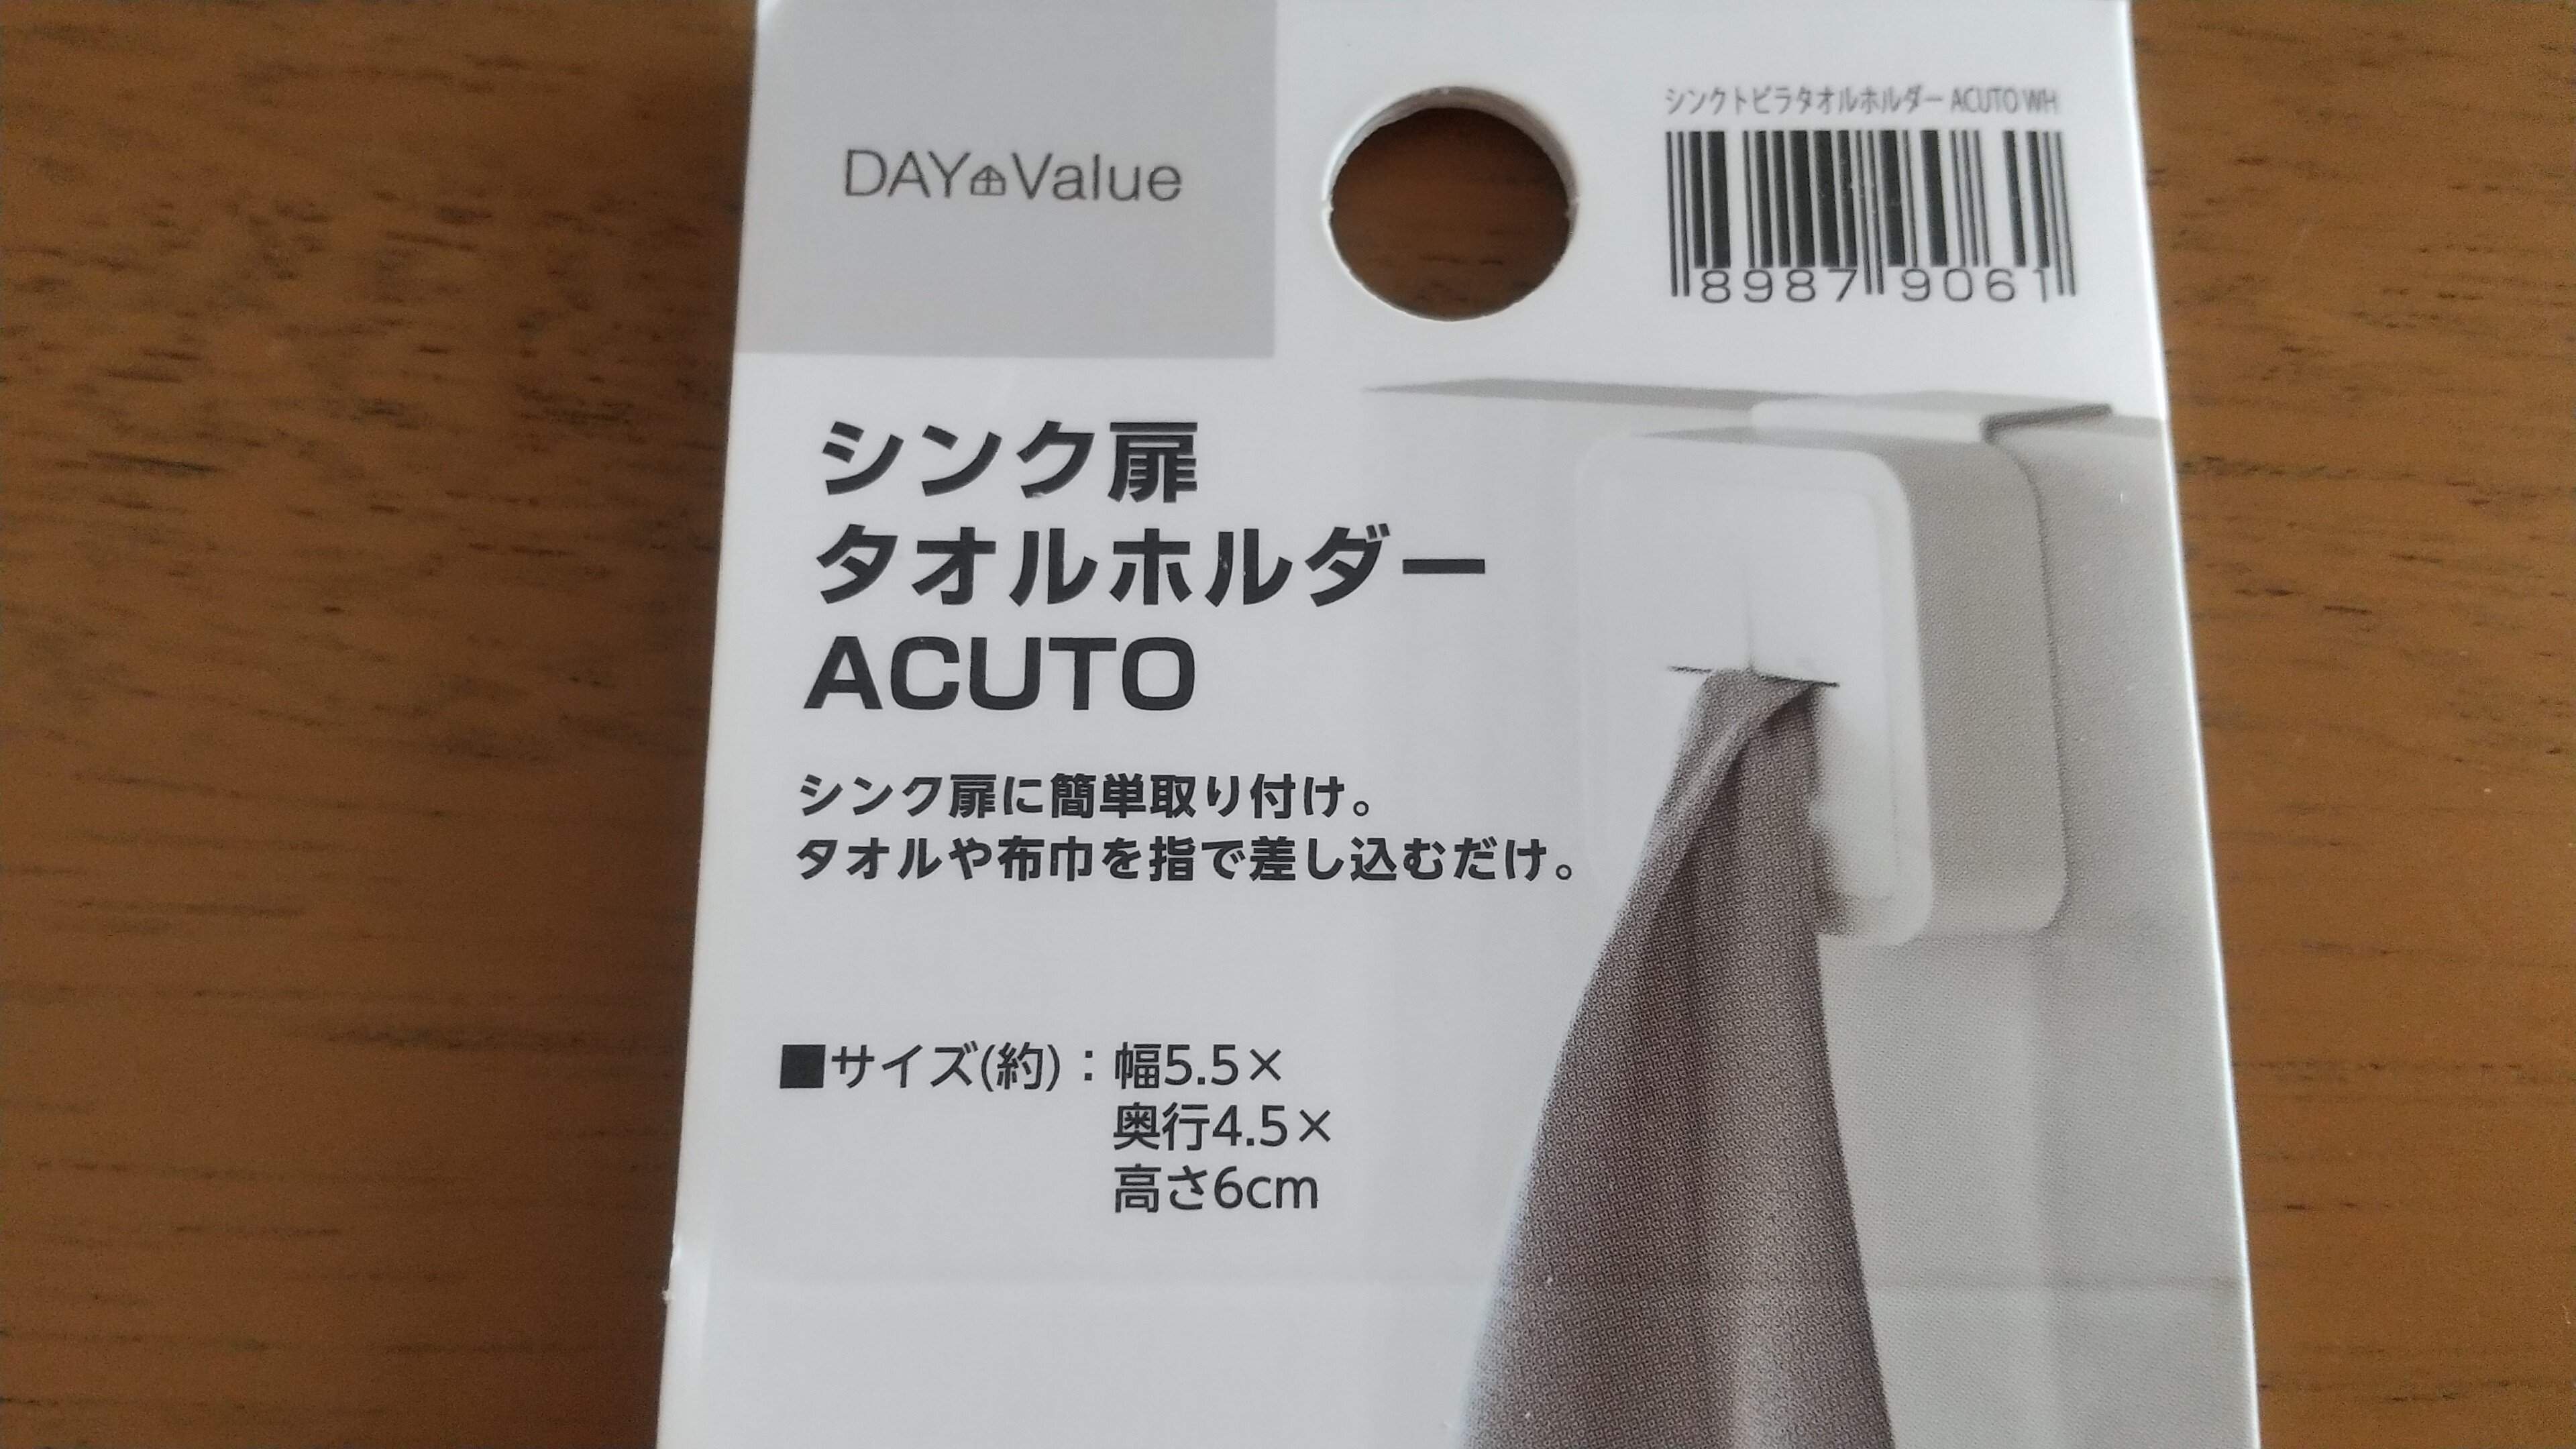 DAY Value
シンクトビラタオルホルダー ACUTO WH
8987 9061
シンク扉
タオルホルダー
ACUTO
シンク扉に簡単取り付け。
タオルや布巾を指で差し込むだけ。
■サイズ(約)：幅5.5×
奥行4.5×
高さ6cm